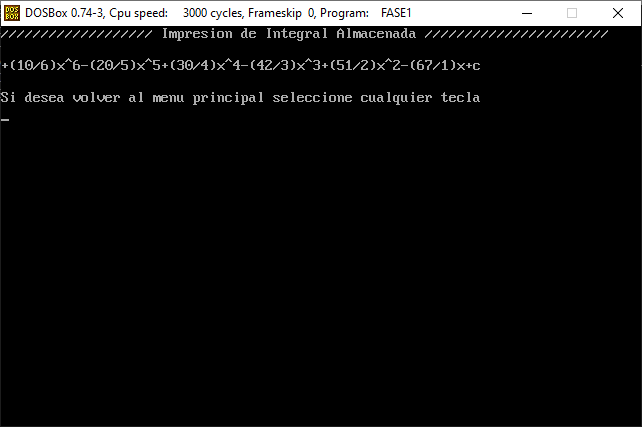 DOSBox 0.74-3, Cpu speed: 3000 cycles, Frameskip 0, Program: FASE1
/////////////////// Impresion de Integral Almacenada ///////////////////////
+(10/6)x^6-(20/5)x^5+(30/4)x^4-(42/3)x^3+(51/2)x^2-(67/1)x+c
Si desea volver al menu principal seleccione cualquier tecla
_